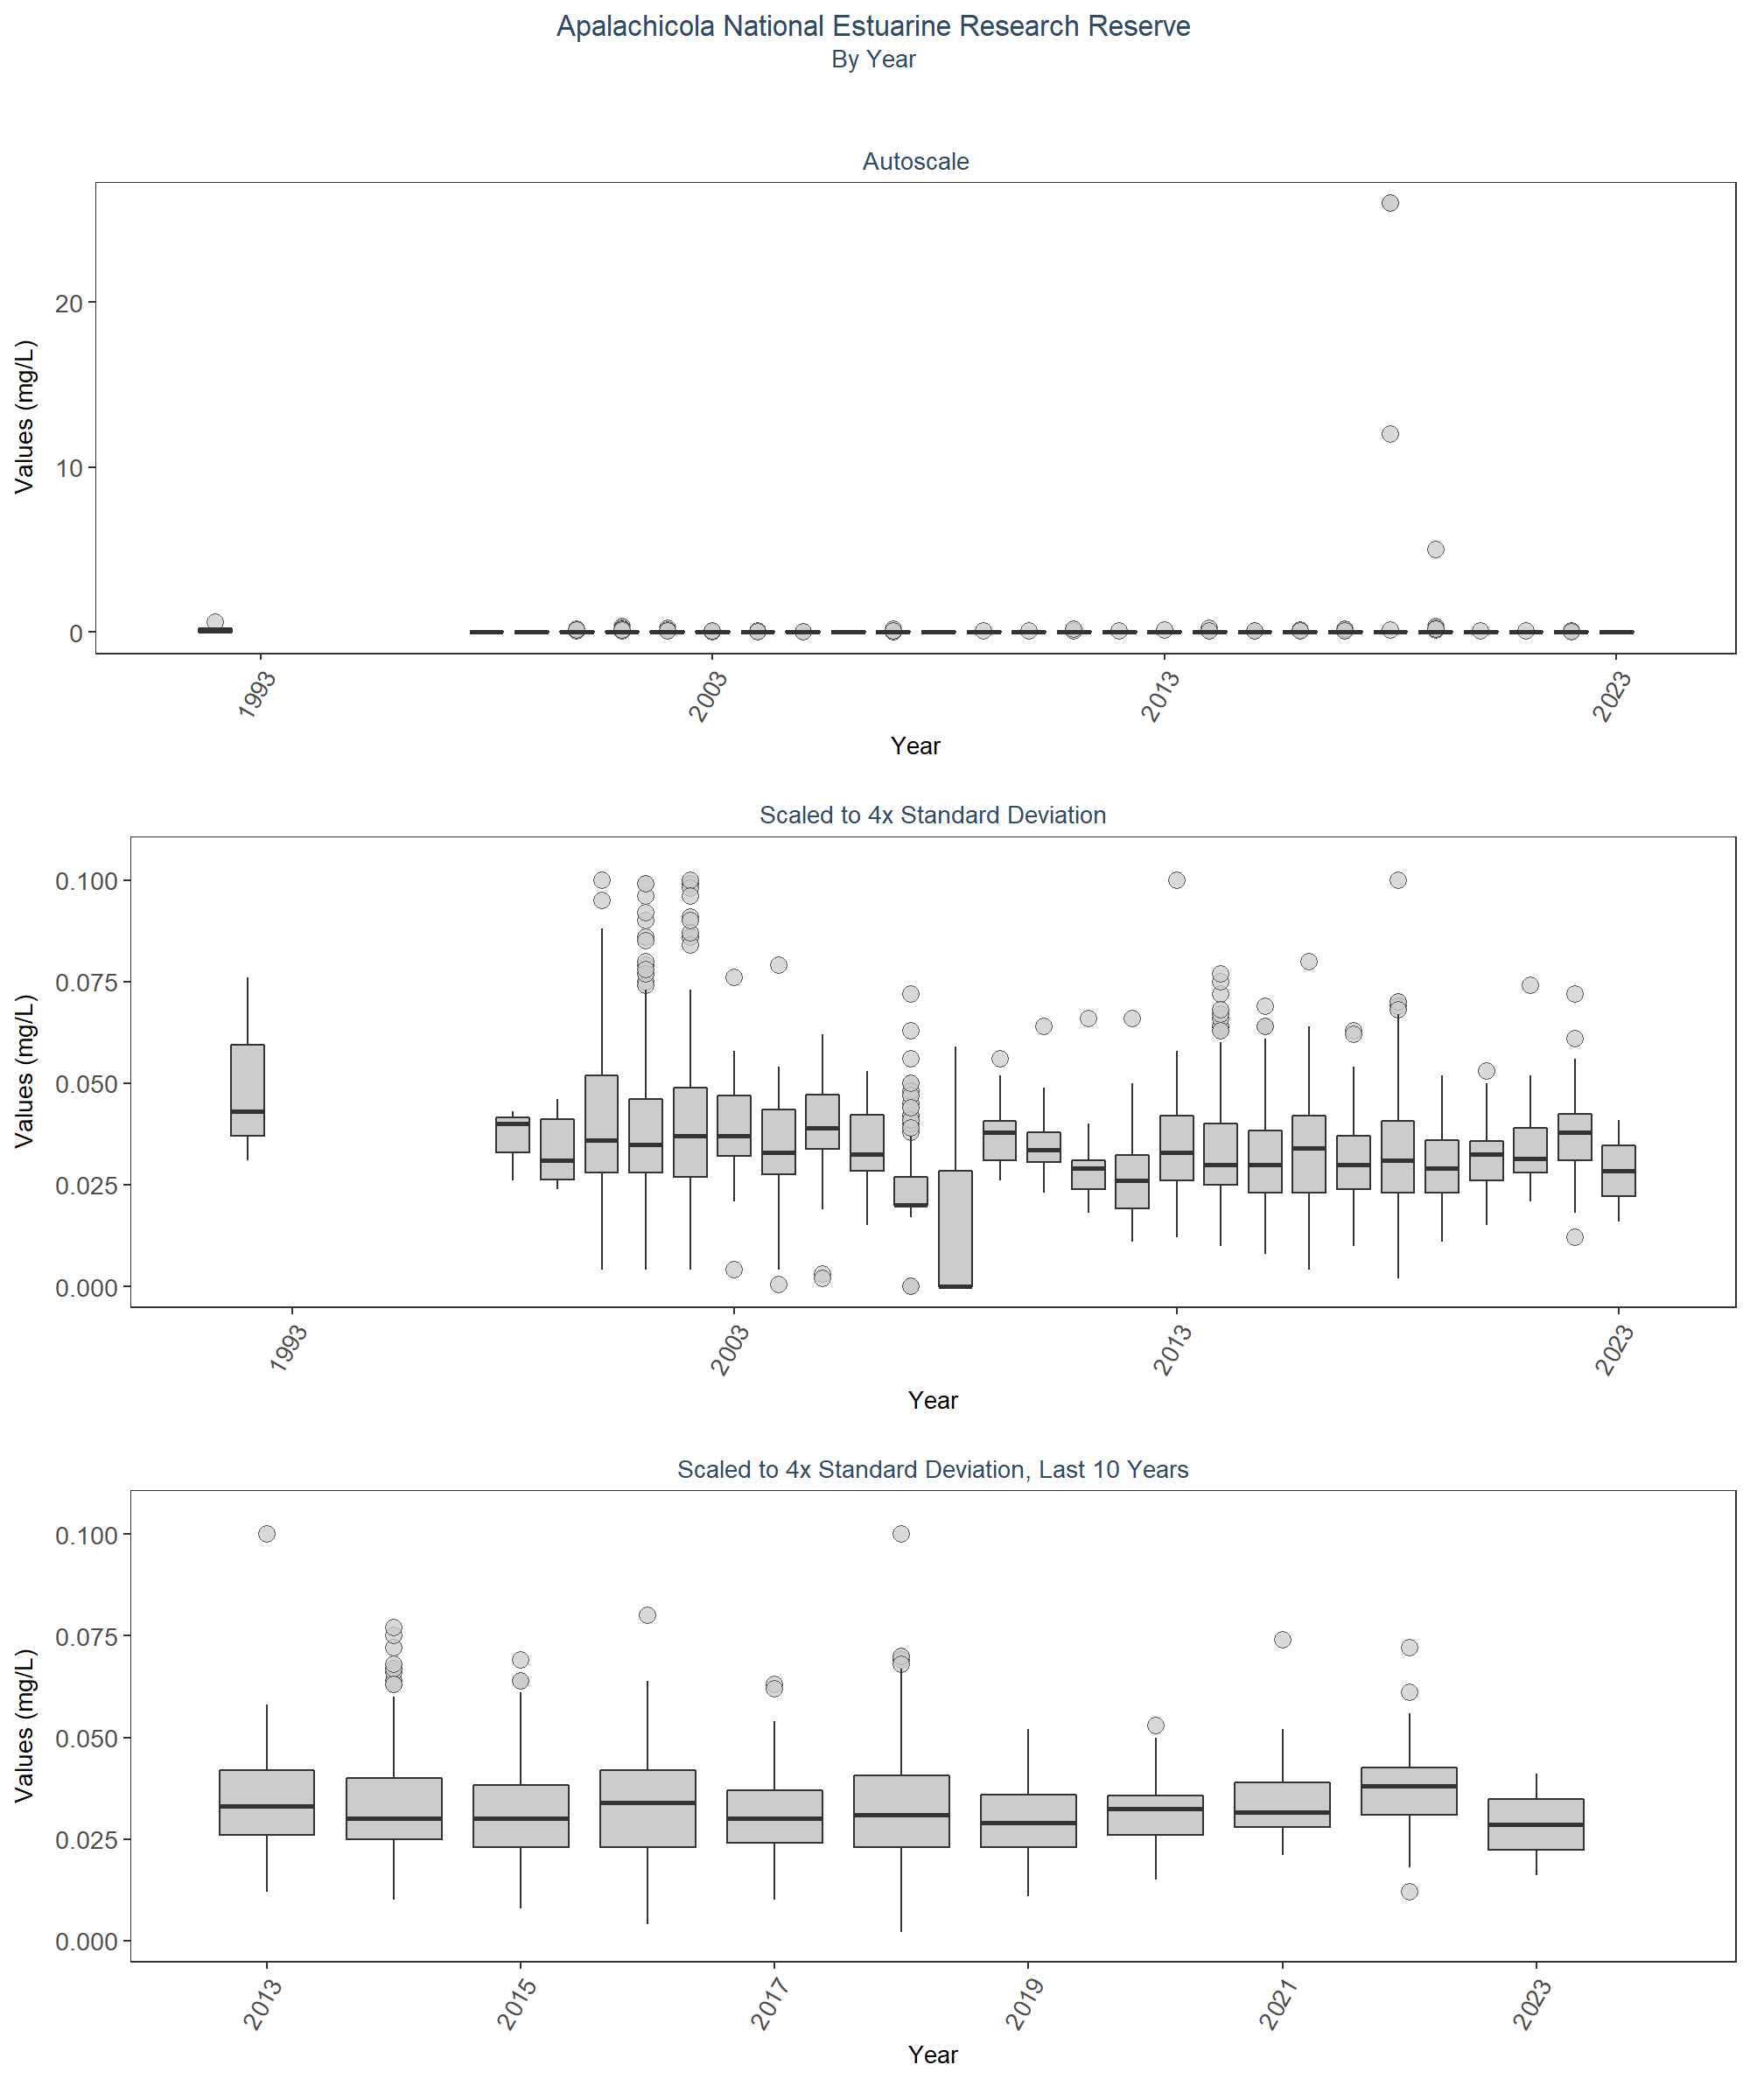 Apalachicola National Estuarine Research Reserve
By Year
Autoscale
Values (mg/L)
20
10
0
1993
2003
2013
2023
Year
Scaled to 4x Standard Deviation
Values (mg/L)
0.100
0.075
0.050
0.025
0.000
1993
2003
2013
2023
Year
Scaled to 4x Standard Deviation, Last 10 Years
Values (mg/L)
0.100
0.075
0.050
0.025
0.000
2013
2015
2017
2019
2021
2023
Year